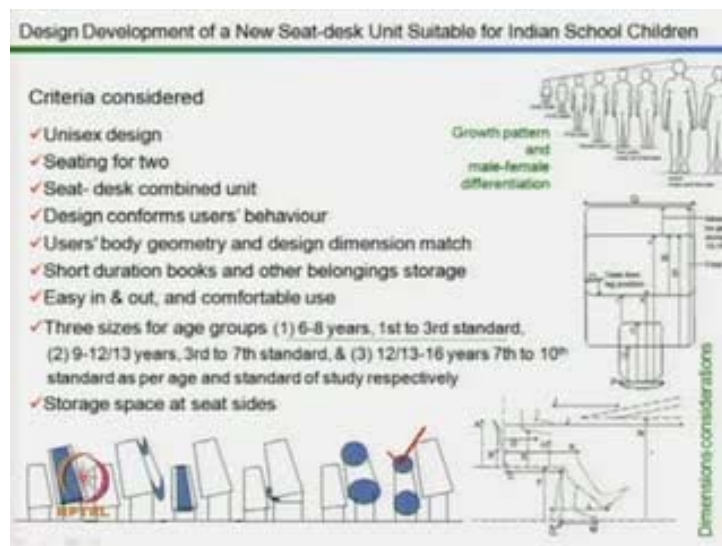 Design Development of a New Seat-desk Unit Suitable for Indian School Children
Criteria considered
✓Unisex design
✓Seating for two
✓Seat- desk combined unit
✓Design conforms users' behaviour
✓Users' body geometry and design dimension match
✓Short duration books and other belongings storage
✓Easy in & out, and comfortable use
✓Three sizes for age groups (1) 6-8 years, 1st to 3rd standard,
(2) 9-12/13 years, 3rd to 7th standard, & (3) 12/13-16 years 7th to 10th
standard as per age and standard of study respectively
✓Storage space at seat sides
Growth pattern
and
male-female
differentiation
Dimensions considerations
NPTEL